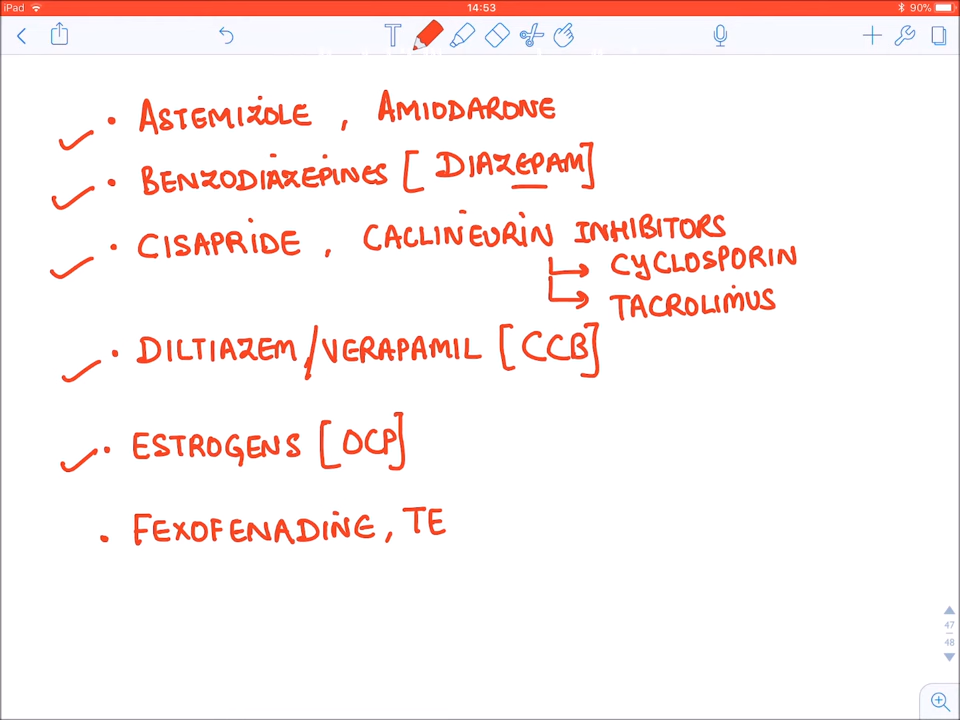 iPad 14:53 90%
T
• ASTEMIZOLE , AMIODARONE
• BENZODIAZEPINES [ DIAZEPAM]
• CISAPRIDE , CACLINEURIN INHIBITORS
CYCLOSPORIN
TACROLIMUS
• DILTIAZEM/VERAPAMIL [CCB]
• ESTROGENS [OCP]
• FEXOFENADINE, TE
47
48